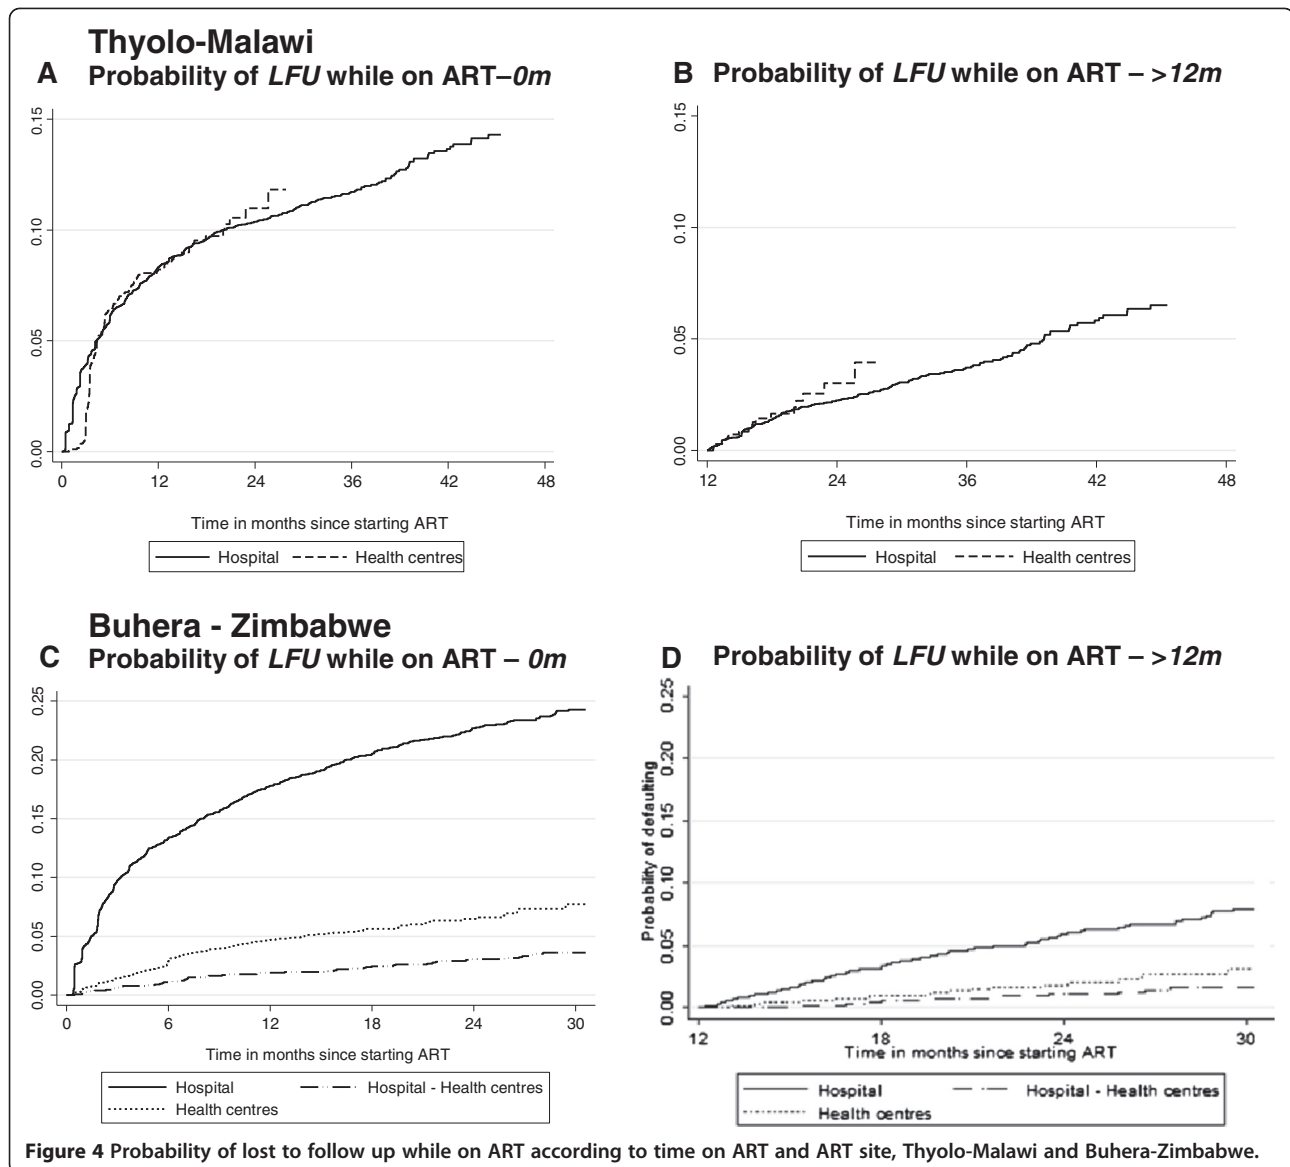 Thyolo-Malawi
A Probability of LFU while on ART–0m
0.15
0.10
0.05
0.00
0 12 24 36 42 48
Time in months since starting ART
Hospital Health centres
B Probability of LFU while on ART – >12m
0.15
0.10
0.05
0.00
12 24 36 42 48
Time in months since starting ART
Hospital Health centres
Buhera - Zimbabwe
C Probability of LFU while on ART – 0m
0.25
0.20
0.15
0.10
0.05
0.00
0 6 12 18 24 30
Time in months since starting ART
Hospital Hospital - Health centres
Health centres
D Probability of LFU while on ART – >12m
Probability of defaulting
0.25
0.20
0.15
0.10
0.05
0.00
12 18 24 30
Time in months since starting ART
Hospital Hospital - Health centres
Health centres
Figure 4 Probability of lost to follow up while on ART according to time on ART and ART site, Thyolo-Malawi and Buhera-Zimbabwe.